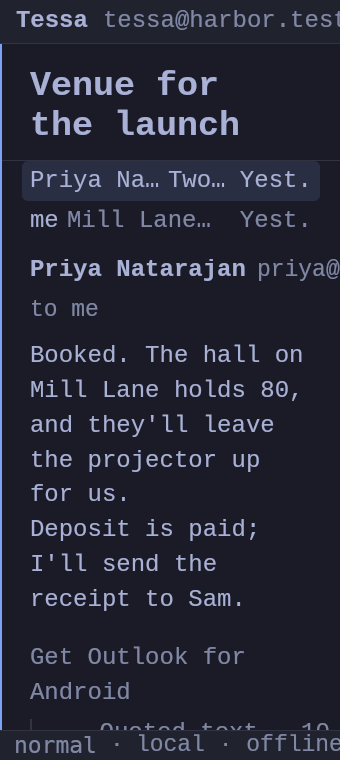 Tessa tessa@harbor.test
Venue for
the launch
Priya Na… Two… Yest.
me Mill Lane… Yest.
Priya Natarajan priya@
to me
Booked. The hall on
Mill Lane holds 80,
and they'll leave
the projector up
for us.
Deposit is paid;
I'll send the
receipt to Sam.
Get Outlook for
Android
Quoted text
normal · local · offline